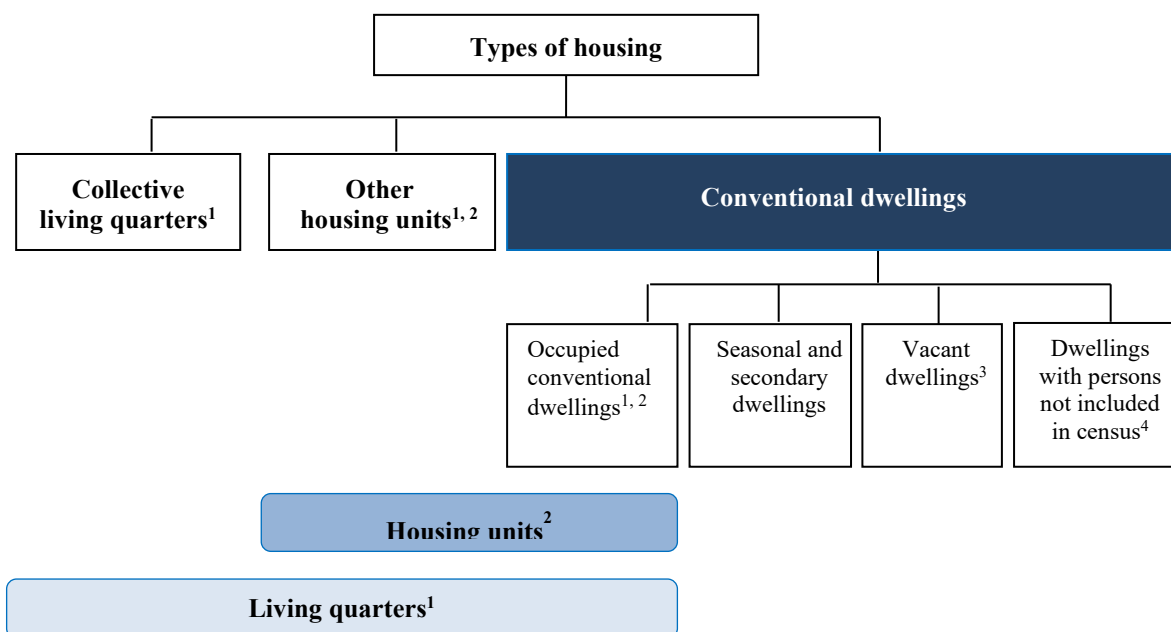 Types of housing
Collective
living quarters¹
Other
housing units¹, ²
Conventional dwellings
Occupied
conventional
dwellings¹, ²
Seasonal and
secondary
dwellings
Vacant
dwellings³
Dwellings
with persons
not included
in census⁴
Housing units²
Living quarters¹